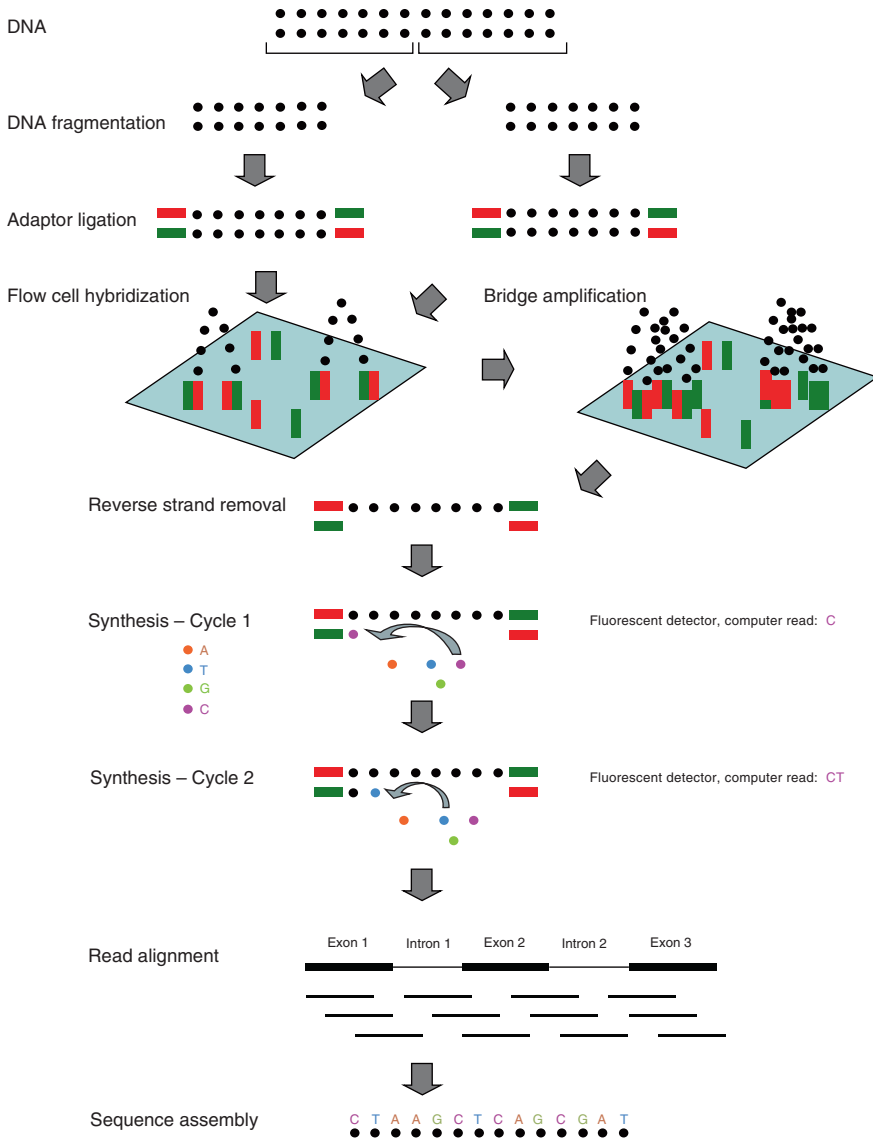 DNA
DNA fragmentation
Adaptor ligation
Flow cell hybridization
Bridge amplification
Reverse strand removal
Synthesis – Cycle 1
Fluorescent detector, computer read: C
A
T
G
C
Synthesis – Cycle 2
Fluorescent detector, computer read: CT
Read alignment
Exon 1 Intron 1 Exon 2 Intron 2 Exon 3
Sequence assembly
C T A A G C T C A G C G A T